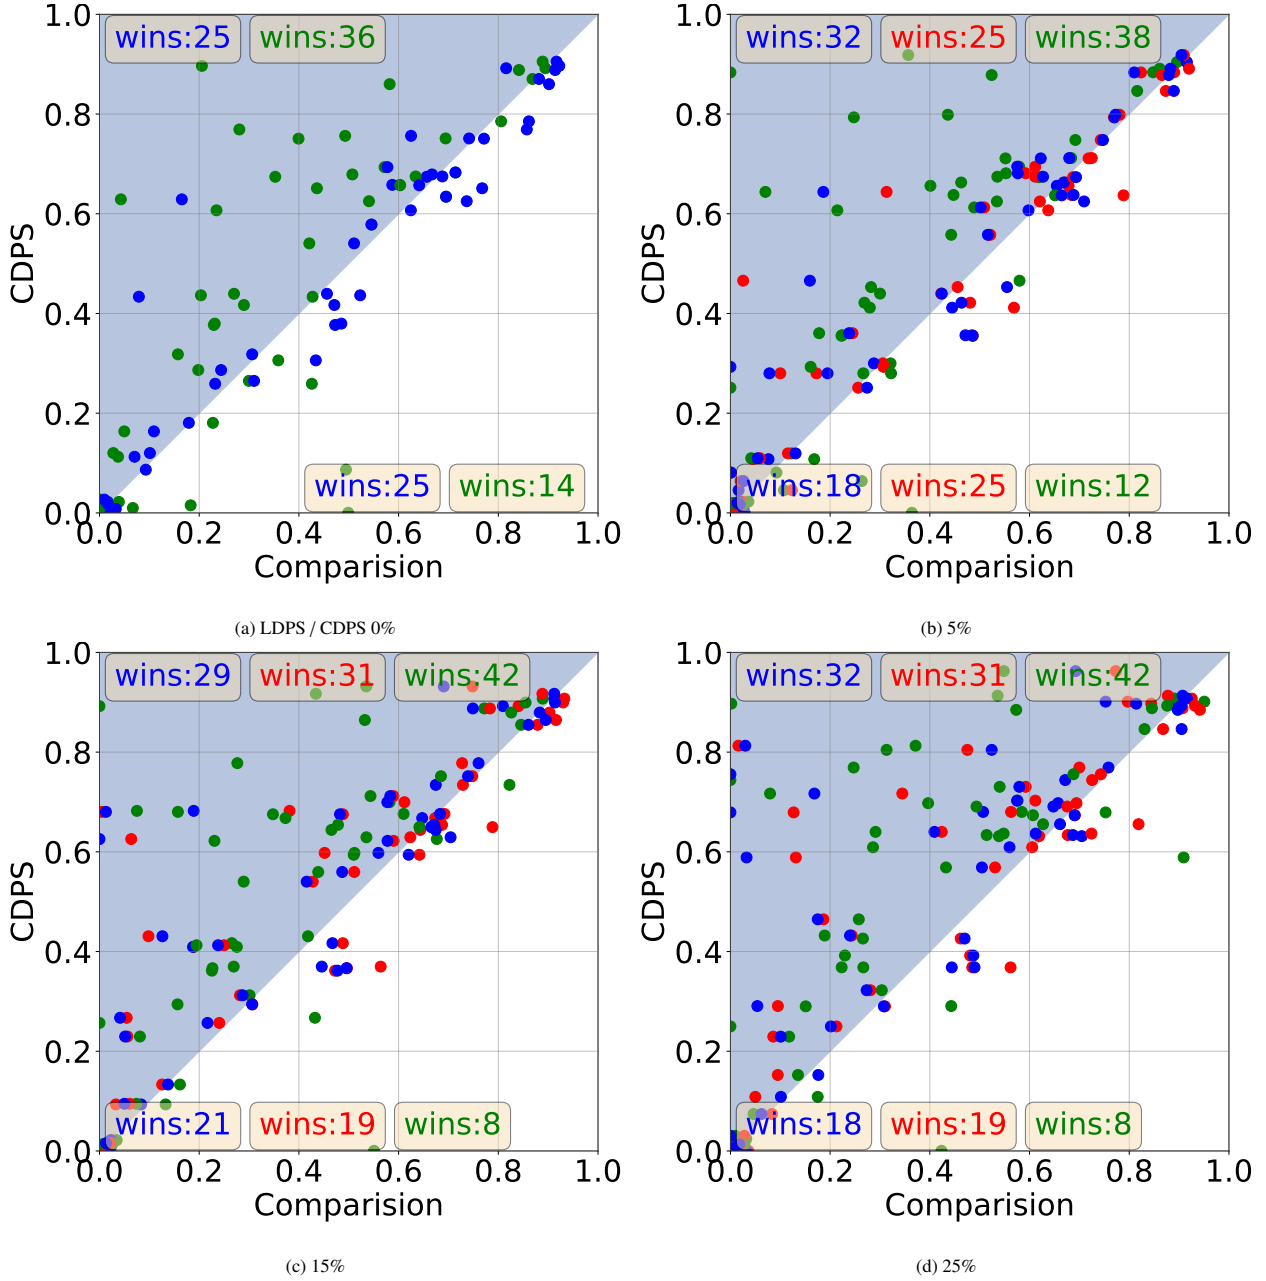 wins:25 wins:36
1.0
0.8
0.6
0.4
0.2
0.0
CDPS
wins:25 wins:14
0.0 0.2 0.4 0.6 0.8 1.0
Comparision
(a) LDPS / CDPS 0%
wins:32 wins:25 wins:38
1.0
0.8
0.6
0.4
0.2
0.0
CDPS
wins:18 wins:25 wins:12
0.0 0.2 0.4 0.6 0.8 1.0
Comparision
(b) 5%
wins:29 wins:31 wins:42
1.0
0.8
0.6
0.4
0.2
0.0
CDPS
wins:21 wins:19 wins:8
0.0 0.2 0.4 0.6 0.8 1.0
Comparision
(c) 15%
wins:32 wins:31 wins:42
1.0
0.8
0.6
0.4
0.2
0.0
CDPS
wins:18 wins:19 wins:8
0.0 0.2 0.4 0.6 0.8 1.0
Comparision
(d) 25%